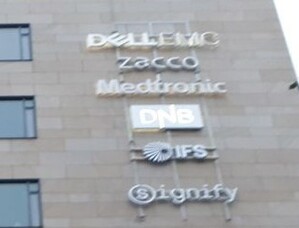 DELLEMC
zacco
Medtronic
DNB
IFS
Signify